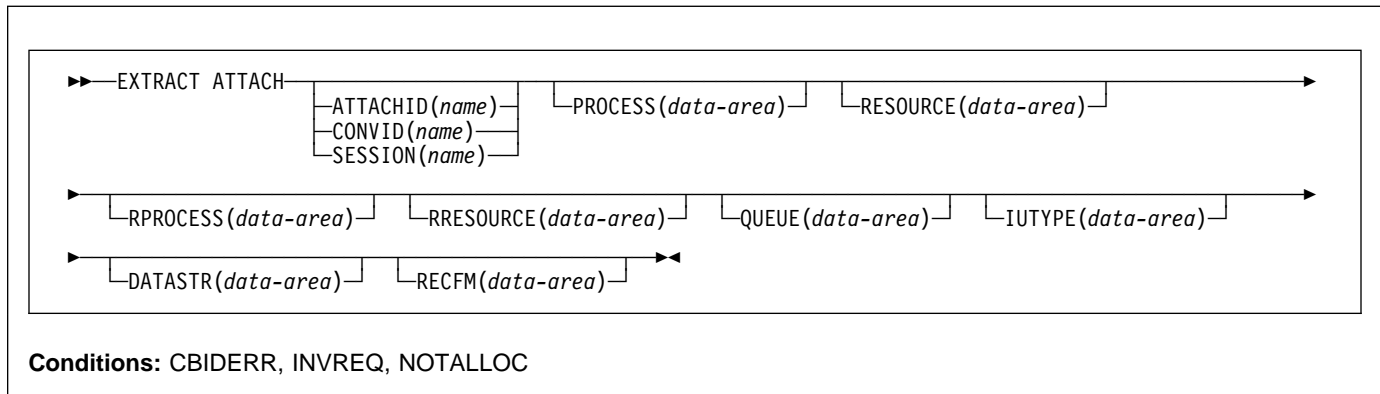 EXTRACT ATTACH
ATTACHID(name) PROCESS(data-area) RESOURCE(data-area)
CONVID(name)
SESSION(name)
RPROCESS(data-area) RRESOURCE(data-area) QUEUE(data-area) IUTYPE(data-area)
DATASTR(data-area) RECFM(data-area)
Conditions: CBIDERR, INVREQ, NOTALLOC